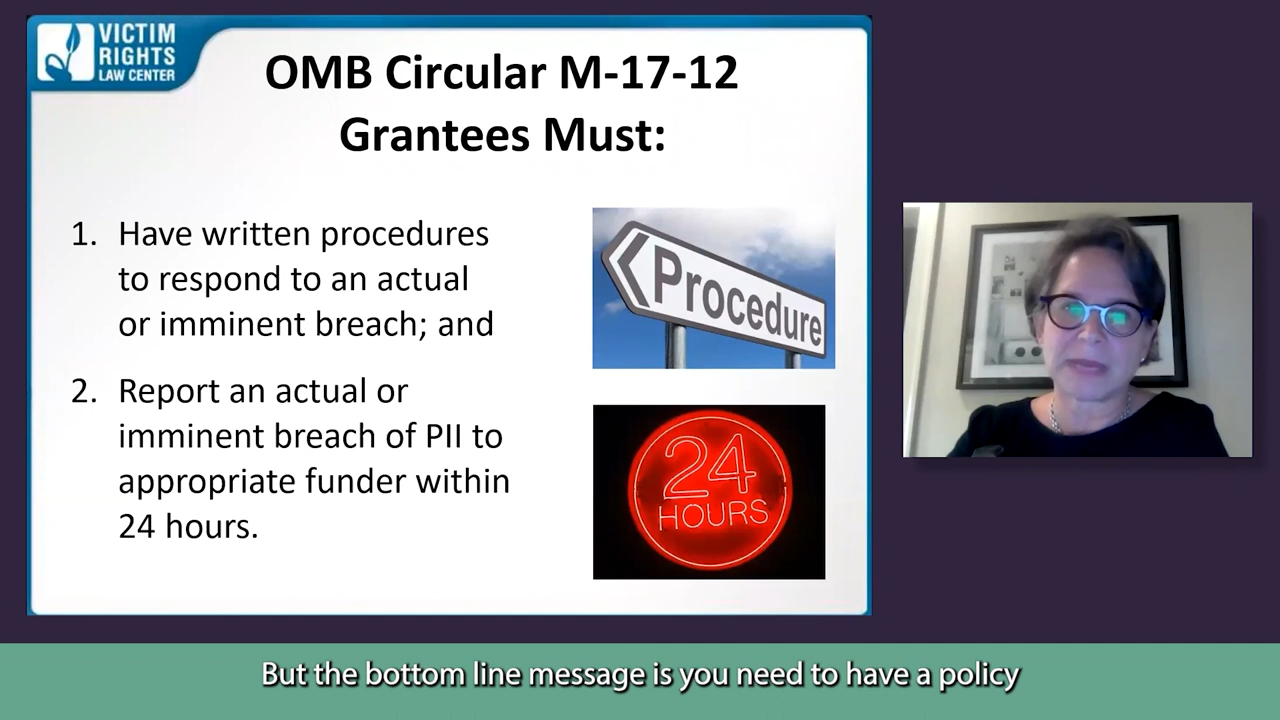 VICTIM
RIGHTS
LAW CENTER
OMB Circular M-17-12
Grantees Must:
1. Have written procedures
to respond to an actual
or imminent breach; and
2. Report an actual or
imminent breach of PII to
appropriate funder within
24 hours.
Procedure
24
HOURS
But the bottom line message is you need to have a policy